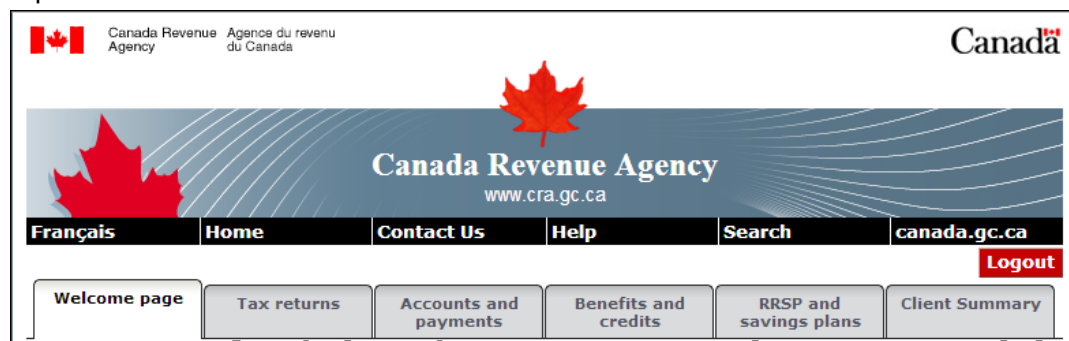 Canada Revenue Agency
Agence du revenu du Canada
Canada
Canada Revenue Agency
www.cra.gc.ca
Français Home Contact Us Help Search canada.gc.ca
Logout
Welcome page
Tax returns
Accounts and payments
Benefits and credits
RRSP and savings plans
Client Summary